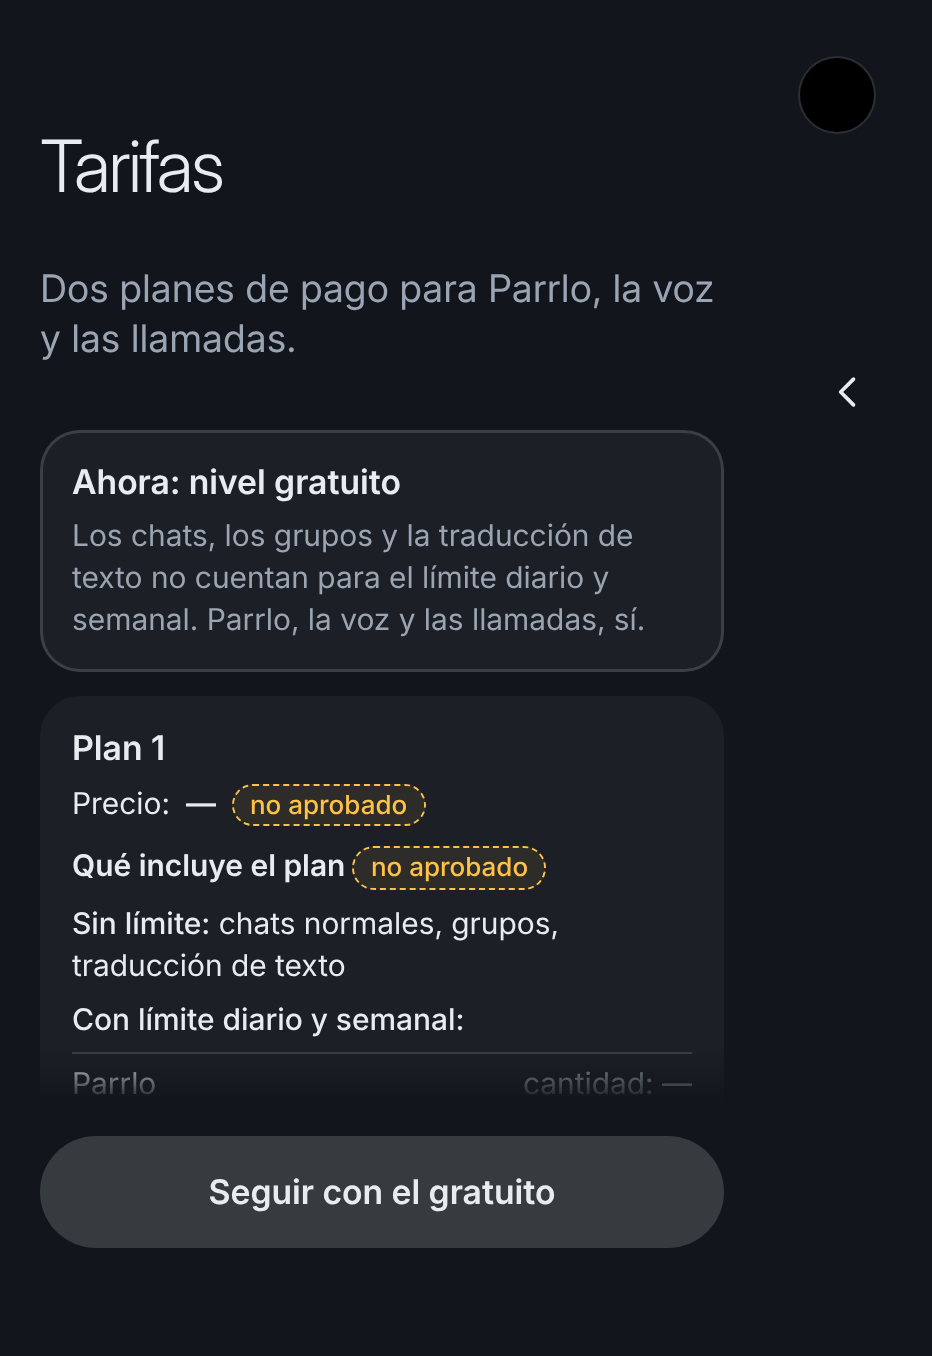 Tarifas
Dos planes de pago para Parrlo, la voz
y las llamadas.
Ahora: nivel gratuito
Los chats, los grupos y la traducción de
texto no cuentan para el límite diario y
semanal. Parrlo, la voz y las llamadas, sí.
Plan 1
Precio: — no aprobado
Qué incluye el plan no aprobado
Sin límite: chats normales, grupos,
traducción de texto
Con límite diario y semanal:
Parrlo cantidad: —
Seguir con el gratuito